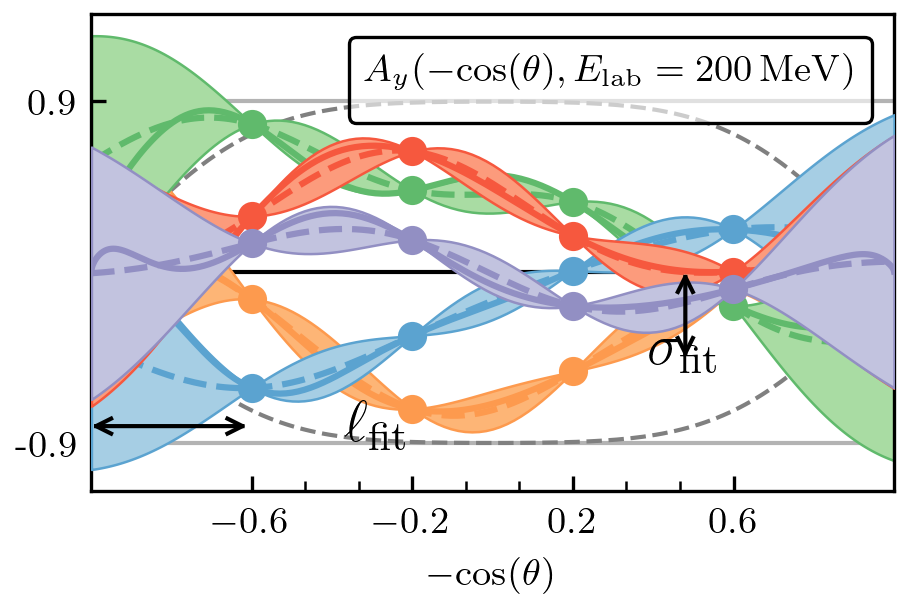 A_y(−cos(θ), E_lab = 200 MeV)
0.9
σ_fit
ℓ_fit
-0.9
−0.6 −0.2 0.2 0.6
−cos(θ)